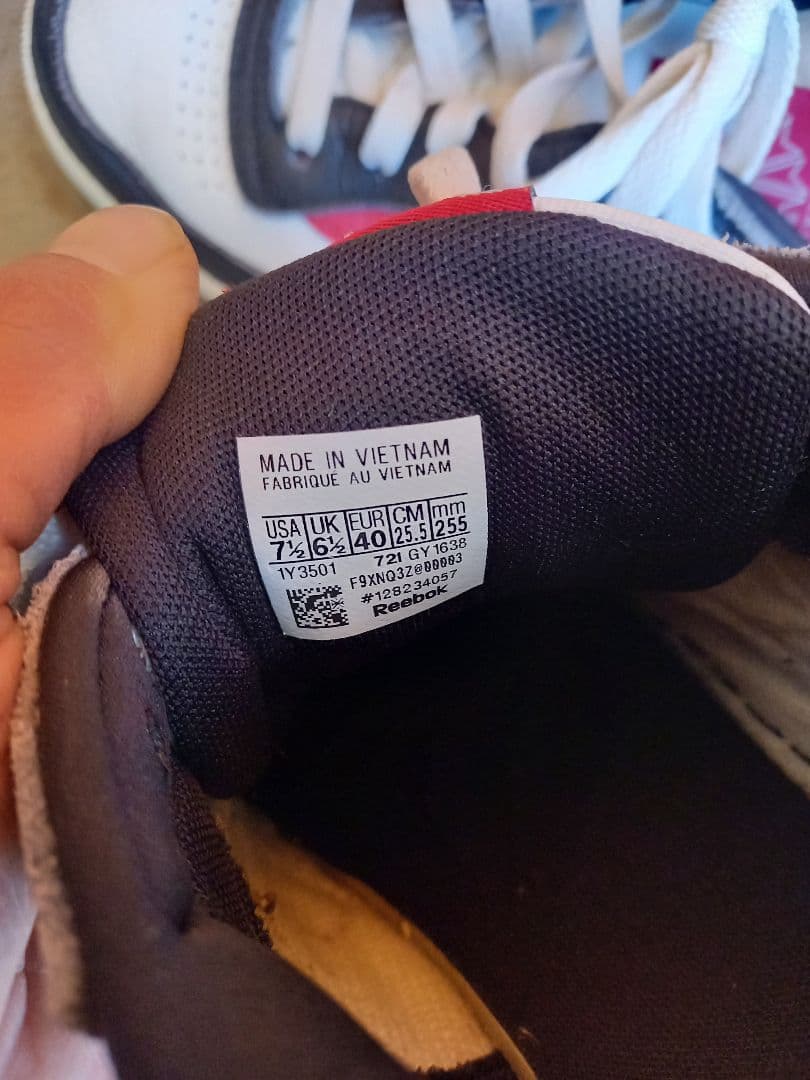 MADE IN VIETNAM
FABRIQUÉ AU VIETNAM
USA UK EUR CM mm
7½ 6½ 40 25.5 255
1Y3501 721 GY1638
F9XNQ3Z@00003
#128234057
Reebok